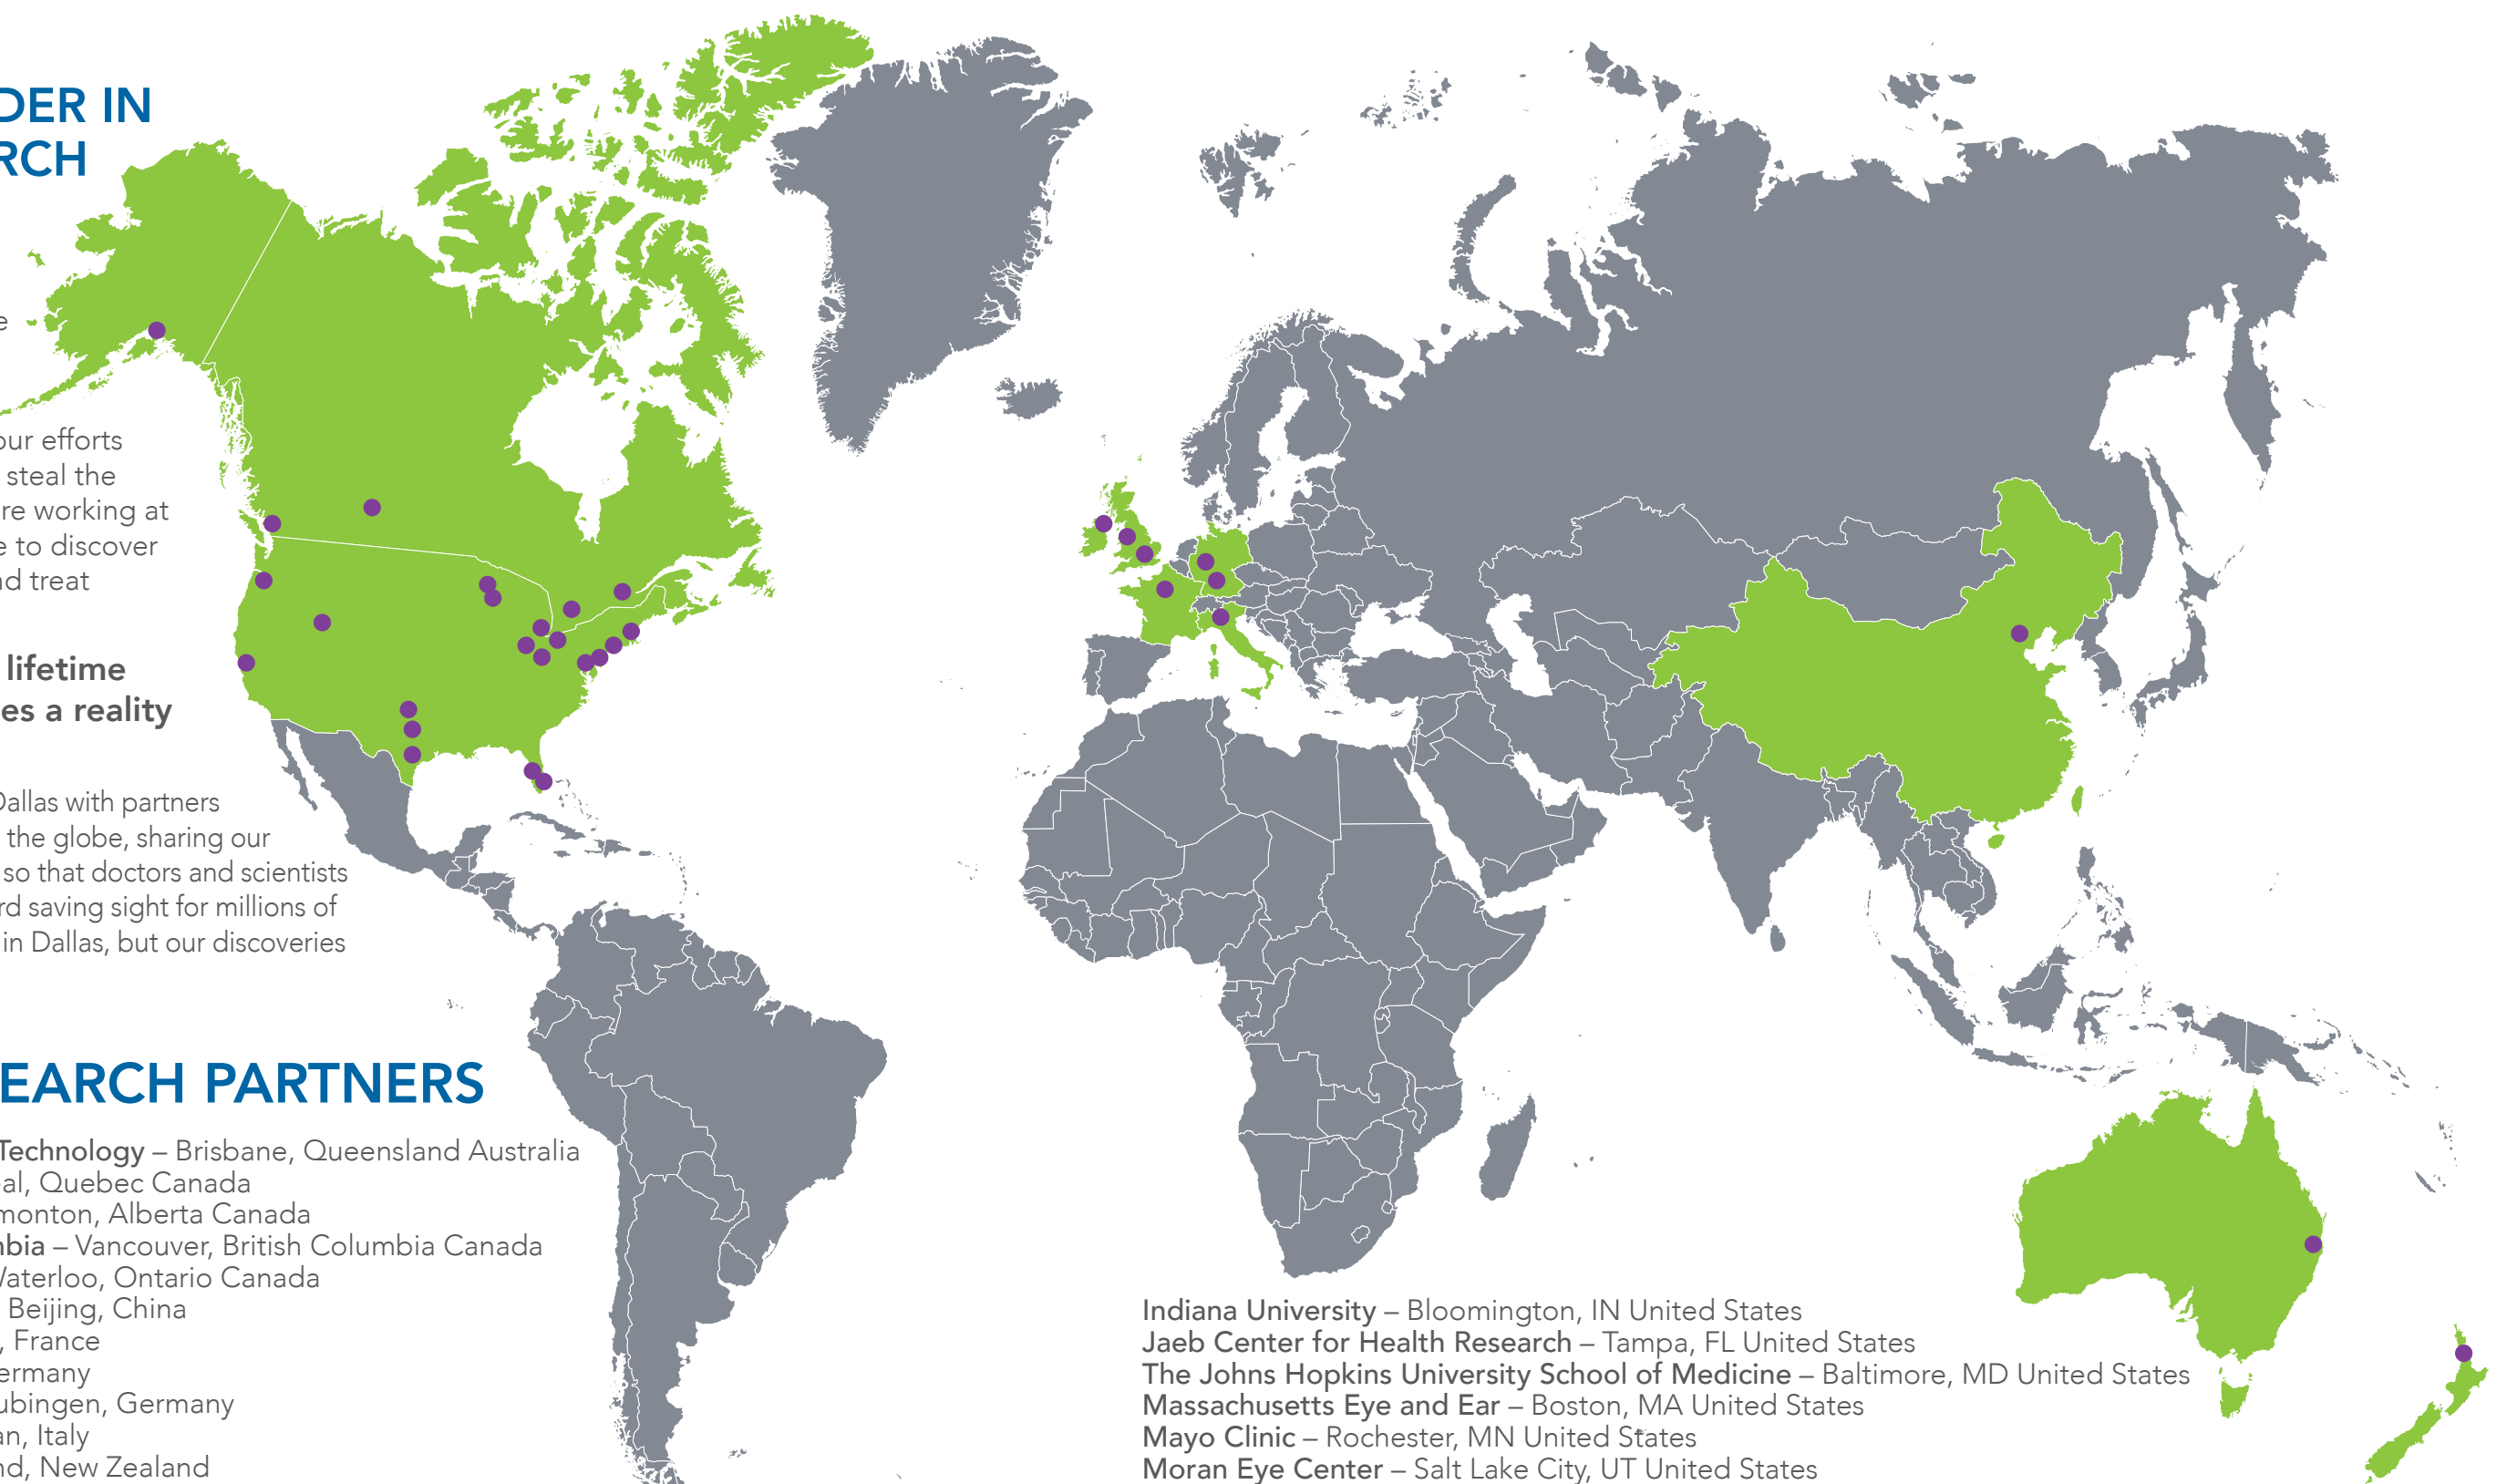 DER IN
RCH
e
our efforts
steal the
re working at
e to discover
nd treat
lifetime
es a reality
Dallas with partners
the globe, sharing our
so that doctors and scientists
rd saving sight for millions of
in Dallas, but our discoveries
EARCH PARTNERS
Technology – Brisbane, Queensland Australia
al, Quebec Canada
monton, Alberta Canada
mbia – Vancouver, British Columbia Canada
Waterloo, Ontario Canada
Beijing, China
, France
ermany
ubingen, Germany
an, Italy
nd, New Zealand
Indiana University – Bloomington, IN United States
Jaeb Center for Health Research – Tampa, FL United States
The Johns Hopkins University School of Medicine – Baltimore, MD United States
Massachusetts Eye and Ear – Boston, MA United States
Mayo Clinic – Rochester, MN United States
Moran Eye Center – Salt Lake City, UT United States